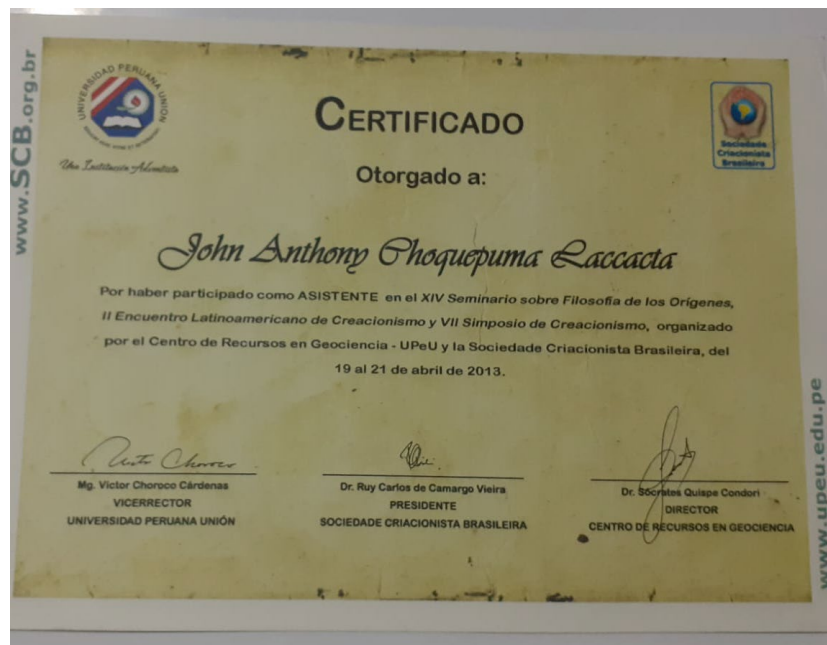 www.SCB.org.br
UNIVERSIDAD PERUANA UNIÓN
Una Institución Adventista
CERTIFICADO
Sociedade
Criacionista
Brasileira
Otorgado a:
John Anthony Choquepuma Laccacta
Por haber participado como ASISTENTE en el XIV Seminario sobre Filosofía de los Orígenes,
II Encuentro Latinoamericano de Creacionismo y VII Simposio de Creacionismo, organizado
por el Centro de Recursos en Geociencia - UPeU y la Sociedade Criacionista Brasileira, del
19 al 21 de abril de 2013.
Mg. Victor Choroco Cárdenas
VICERRECTOR
UNIVERSIDAD PERUANA UNIÓN
Dr. Ruy Carlos de Camargo Vieira
PRESIDENTE
SOCIEDADE CRIACIONISTA BRASILEIRA
Dr. Sócrates Quispe Condori
DIRECTOR
CENTRO DE RECURSOS EN GEOCIENCIA
www.upeu.edu.pe